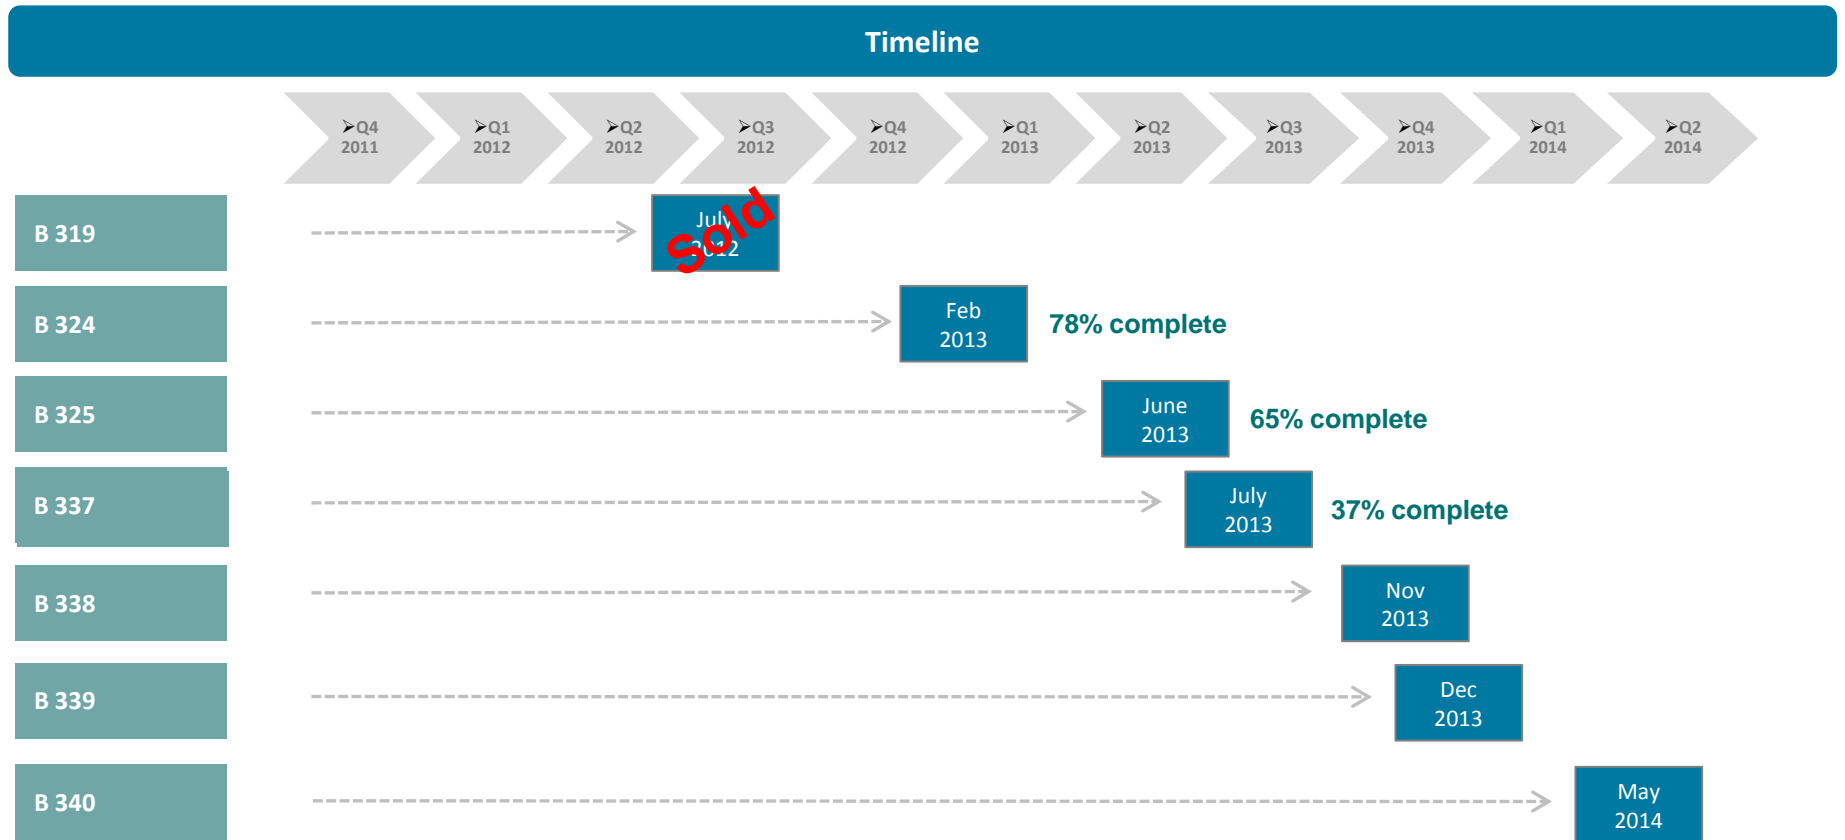 Timeline
➢Q4
2011
➢Q1
2012
➢Q2
2012
➢Q3
2012
➢Q4
2012
➢Q1
2013
➢Q2
2013
➢Q3
2013
➢Q4
2013
➢Q1
2014
➢Q2
2014
B 319
July
2012
Sold
B 324
Feb
2013
78% complete
B 325
June
2013
65% complete
B 337
July
2013
37% complete
B 338
Nov
2013
B 339
Dec
2013
B 340
May
2014